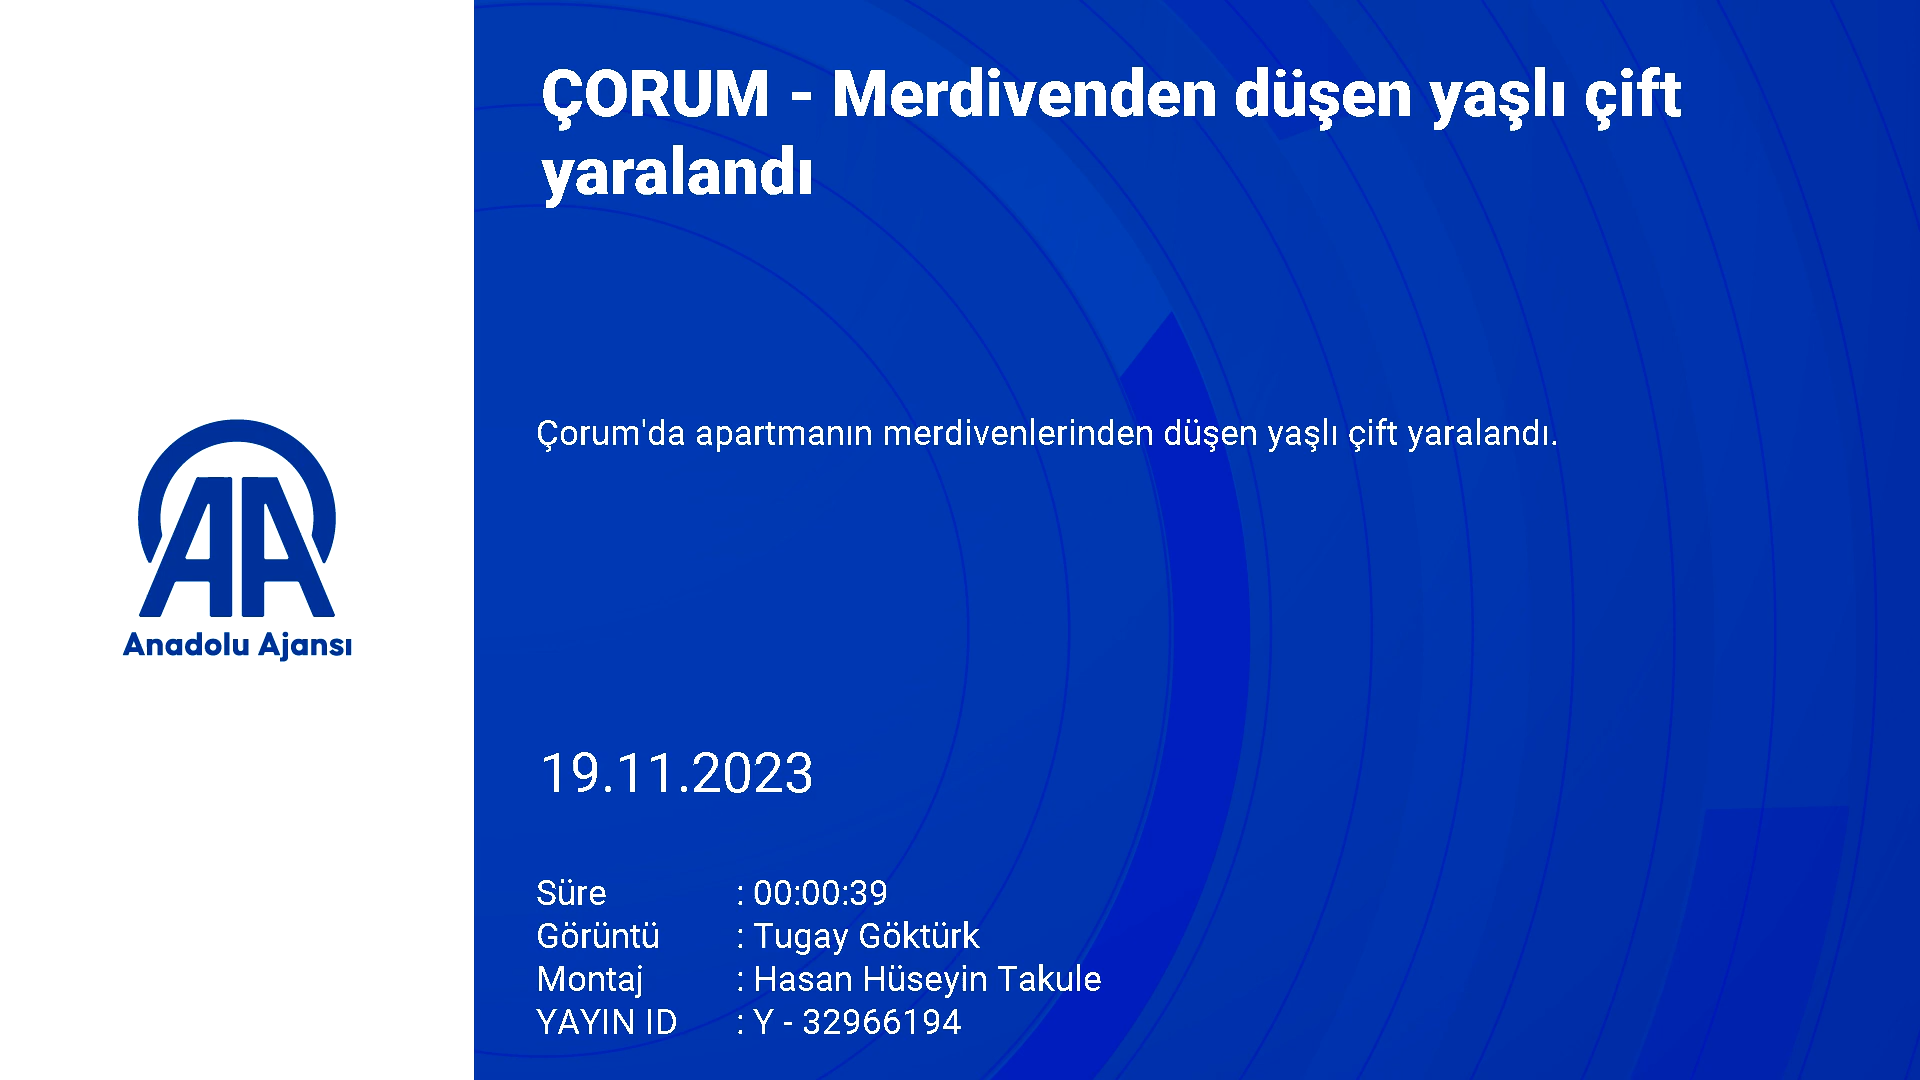 ÇORUM - Merdivenden düşen yaşlı çift
yaralandı
Çorum'da apartmanın merdivenlerinden düşen yaşlı çift yaralandı.
AA
Anadolu Ajansı
19.11.2023
Süre : 00:00:39
Görüntü : Tugay Göktürk
Montaj : Hasan Hüseyin Takule
YAYIN ID : Y - 32966194